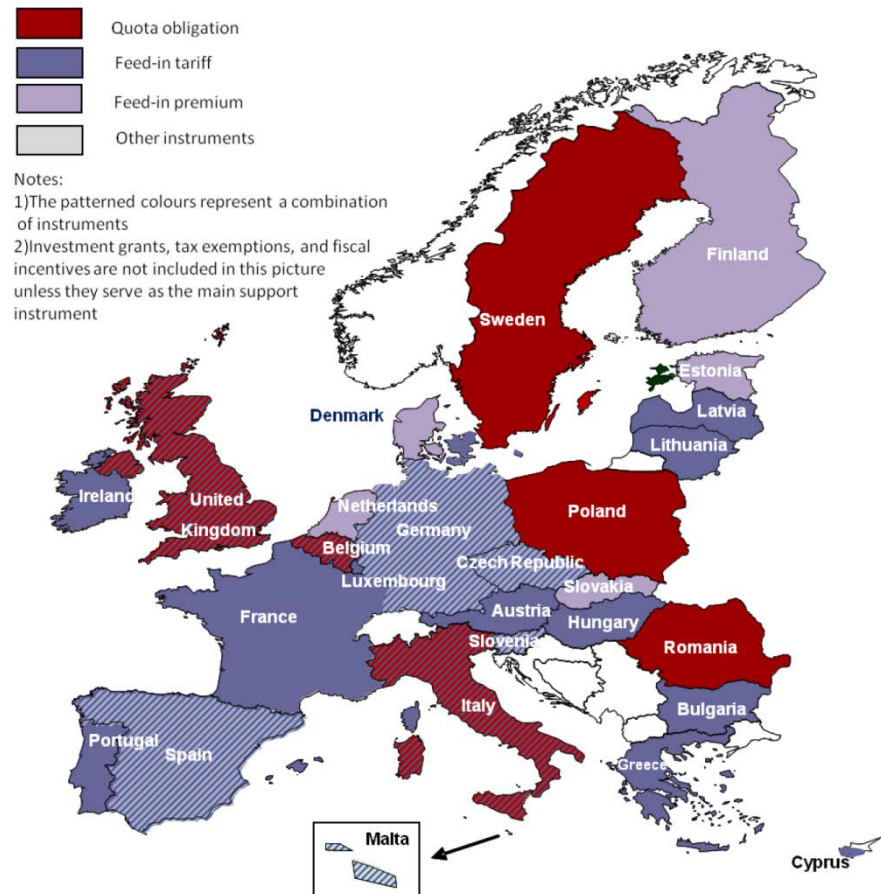 Quota obligation
Feed-in tariff
Feed-in premium
Other instruments
Notes:
1)The patterned colours represent a combination
of instruments
2)Investment grants, tax exemptions, and fiscal
incentives are not included in this picture
unless they serve as the main support
instrument
Finland
Sweden
Estonia
Latvia
Lithuania
Denmark
Ireland
United
Kingdom
Netherlands
Germany
Poland
Belgium
Czech Republic
Luxembourg
Slovakia
France
Austria
Hungary
Slovenia
Romania
Italy
Bulgaria
Portugal
Spain
Greece
Malta
Cyprus